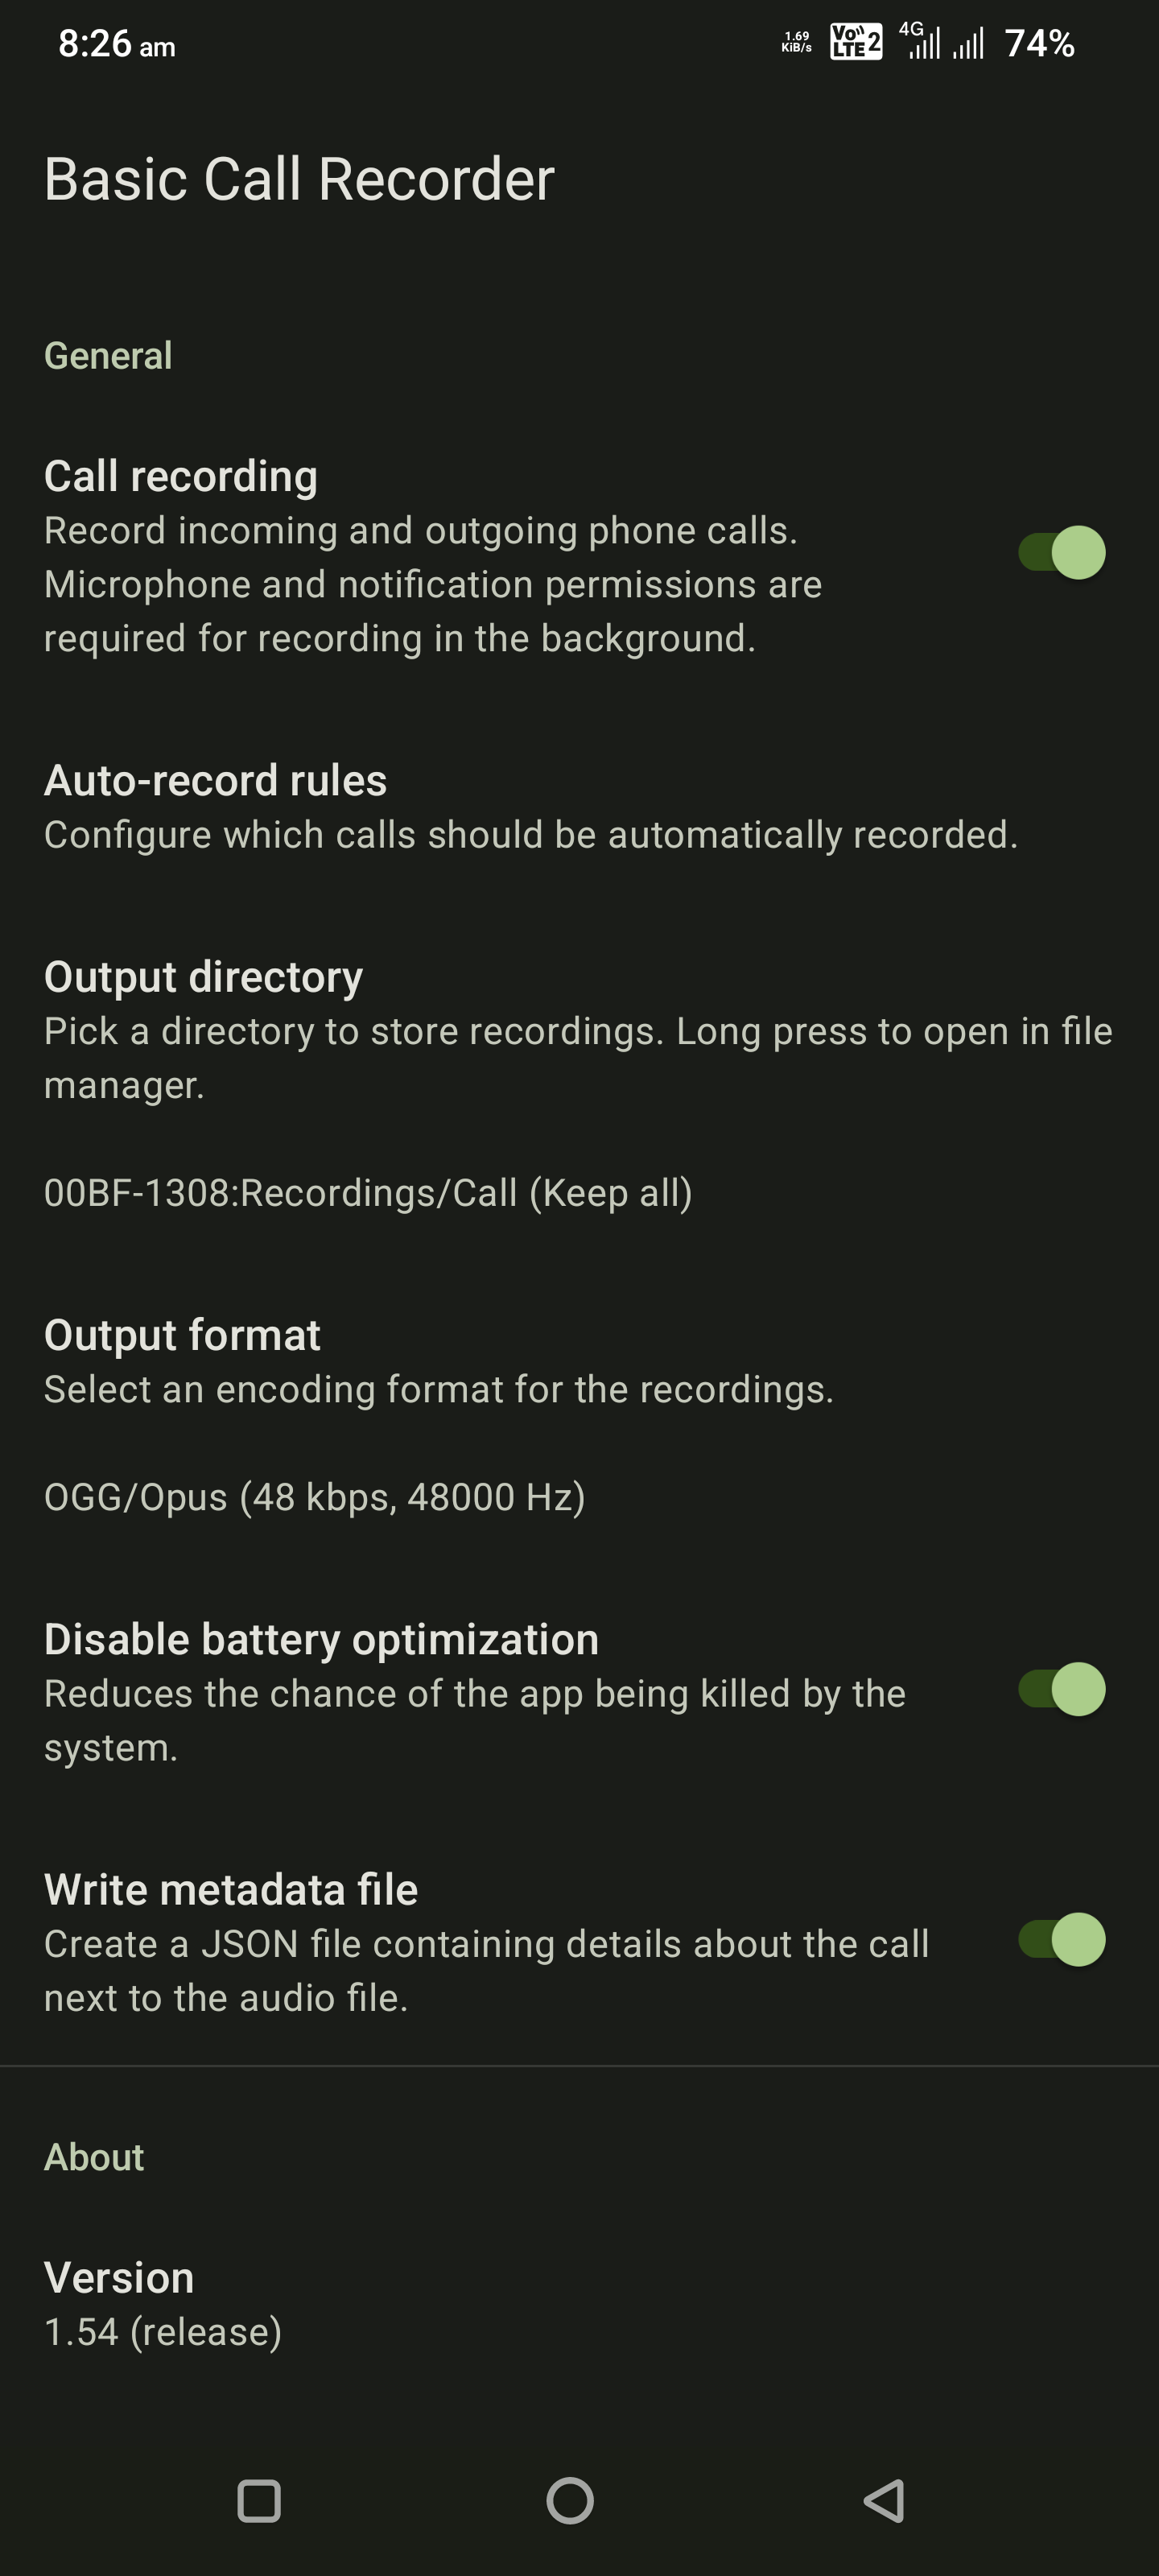 8:26 am
1.69 KiB/s
VoLTE 2
4G
74%
Basic Call Recorder
General
Call recording
Record incoming and outgoing phone calls.
Microphone and notification permissions are
required for recording in the background.
Auto-record rules
Configure which calls should be automatically recorded.
Output directory
Pick a directory to store recordings. Long press to open in file
manager.
00BF-1308:Recordings/Call (Keep all)
Output format
Select an encoding format for the recordings.
OGG/Opus (48 kbps, 48000 Hz)
Disable battery optimization
Reduces the chance of the app being killed by the
system.
Write metadata file
Create a JSON file containing details about the call
next to the audio file.
About
Version
1.54 (release)